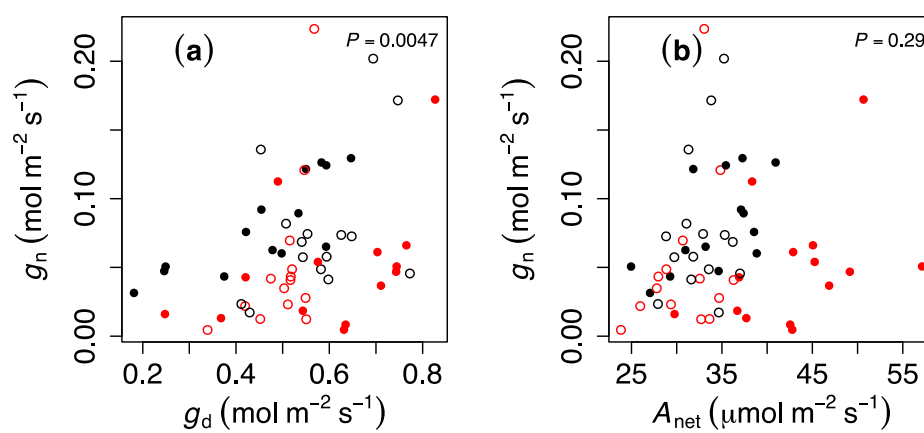 (a)
P = 0.0047
gn (mol m−2 s−1)
0.00 0.10 0.20
0.2 0.4 0.6 0.8
gd (mol m−2 s−1)
(b)
P = 0.29
gn (mol m−2 s−1)
0.00 0.10 0.20
25 35 45 55
Anet (μmol m−2 s−1)